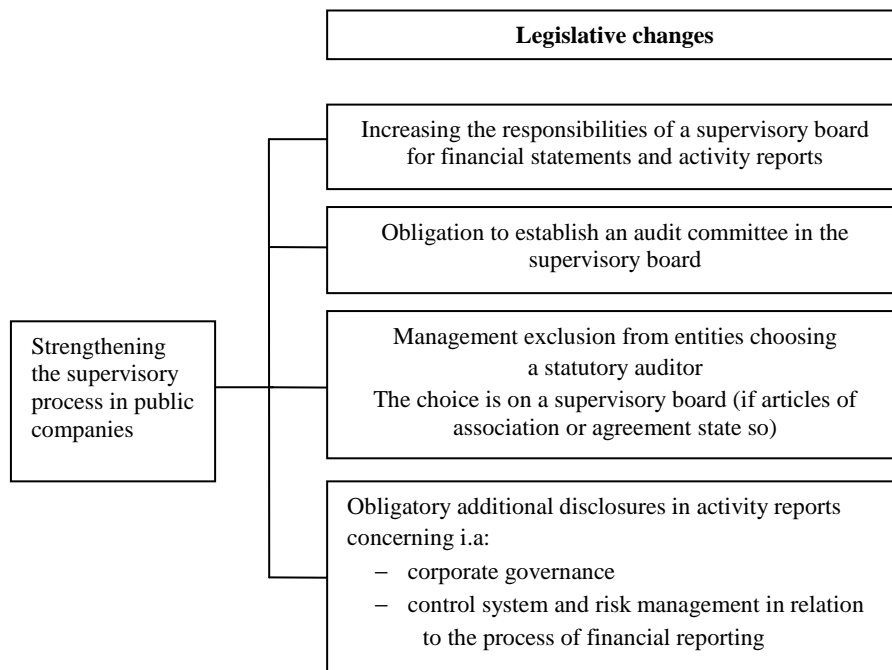 Legislative changes
Increasing the responsibilities of a supervisory board
for financial statements and activity reports
Obligation to establish an audit committee in the
supervisory board
Strengthening
the supervisory
process in public
companies
Management exclusion from entities choosing
a statutory auditor
The choice is on a supervisory board (if articles of
association or agreement state so)
Obligatory additional disclosures in activity reports
concerning i.a:
– corporate governance
– control system and risk management in relation
to the process of financial reporting